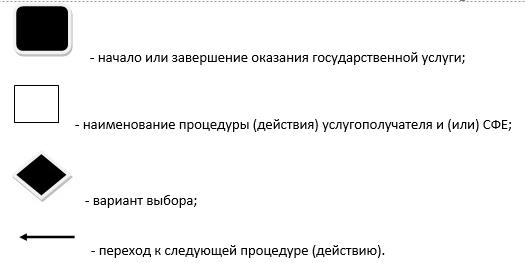 - начало или завершение оказания государственной услуги;
- наименование процедуры (действия) услугополучателя и (или) СФЕ;
- вариант выбора;
- переход к следующей процедуре (действию).